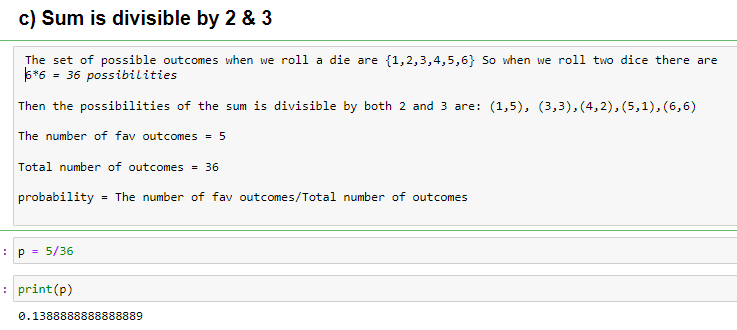 c) Sum is divisible by 2 & 3
The set of possible outcomes when we roll a die are {1,2,3,4,5,6} So when we roll two dice there are
6*6 = 36 possibilities
Then the possibilities of the sum is divisible by both 2 and 3 are: (1,5), (3,3),(4,2),(5,1),(6,6)
The number of fav outcomes = 5
Total number of outcomes = 36
probability = The number of fav outcomes/Total number of outcomes
: p = 5/36
: print(p)
0.1388888888888889